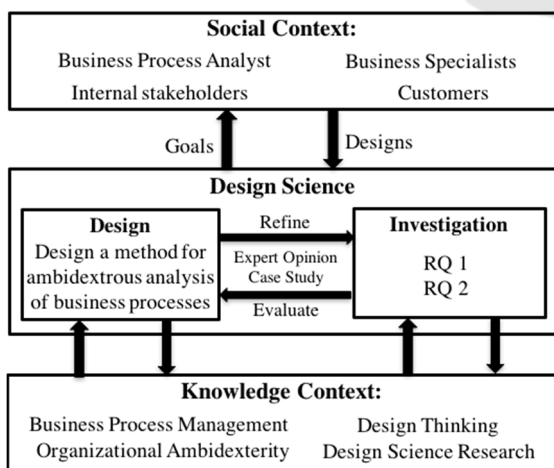 Social Context:
Business Process Analyst
Business Specialists
Internal stakeholders
Customers
Goals
Designs
Design Science
Design
Design a method for
ambidextrous analysis
of business processes
Refine
Expert Opinion
Case Study
Evaluate
Investigation
RQ 1
RQ 2
Knowledge Context:
Business Process Management
Design Thinking
Organizational Ambidexterity
Design Science Research